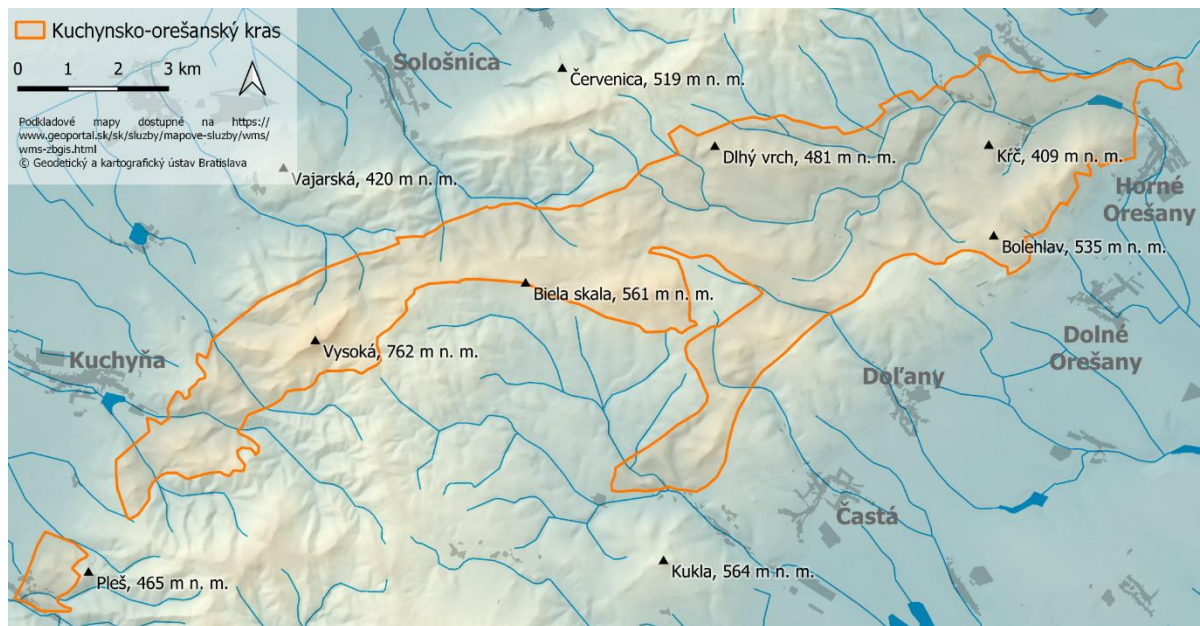 Kuchynsko-orešanský kras
0 1 2 3 km
Podkladové mapy dostupné na https://
www.geoportal.sk/sk/sluzby/mapove-sluzby/wms/
wms-zbgis.html
© Geodetický a kartografický ústav Bratislava
Sološnica
Červenica, 519 m n. m.
Dlhý vrch, 481 m n. m.
Kŕč, 409 m n. m.
Vajarská, 420 m n. m.
Horné
Orešany
Bolehlav, 535 m n. m.
Biela skala, 561 m n. m.
Vysoká, 762 m n. m.
Dolné
Orešany
Kuchyňa
Doľany
Častá
Kukla, 564 m n. m.
Pleš, 465 m n. m.